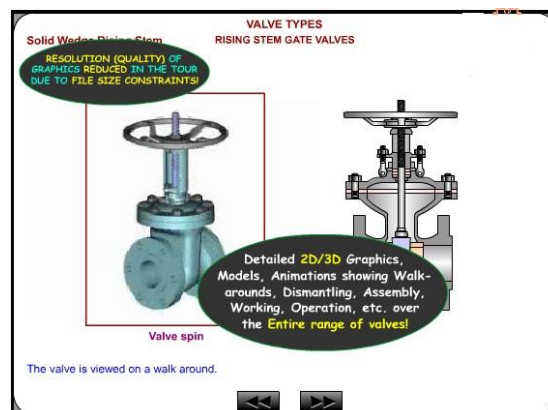 VALVE TYPES
Solid Wedge Rising Stem
RISING STEM GATE VALVES
RESOLUTION (QUALITY) OF
GRAPHICS REDUCED IN THE TOUR
DUE TO FILE SIZE CONSTRAINTS!
Detailed 2D/3D Graphics,
Models, Animations showing Walk-
arounds, Dismantling, Assembly,
Working, Operation, etc. over
the Entire range of valves!
Valve spin
The valve is viewed on a walk around.